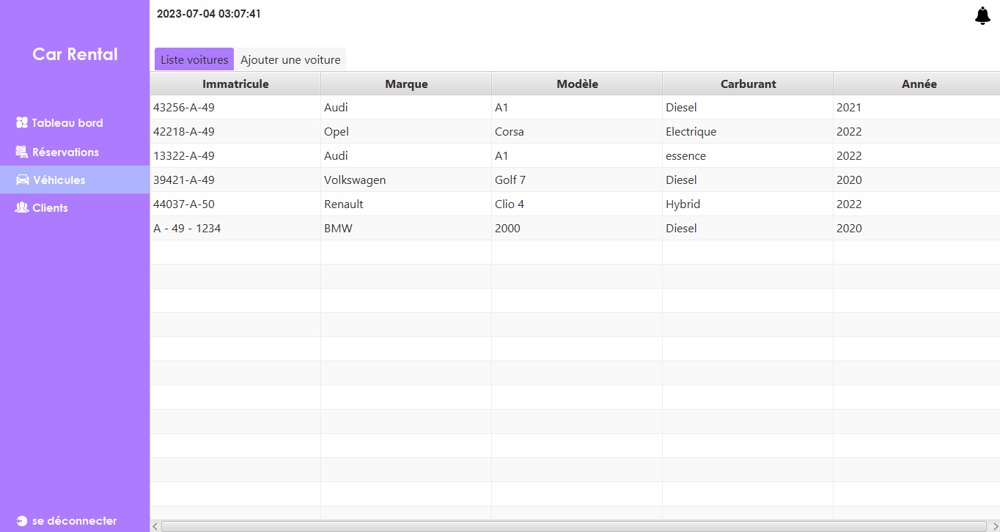 2023-07-04 03:07:41
Car Rental
Tableau bord
Réservations
Véhicules
Clients
se déconnecter
Liste voitures Ajouter une voiture
Immatricule Marque Modèle Carburant Année
43256-A-49 Audi A1 Diesel 2021
42218-A-49 Opel Corsa Electrique 2022
13322-A-49 Audi A1 essence 2022
39421-A-49 Volkswagen Golf 7 Diesel 2020
44037-A-50 Renault Clio 4 Hybrid 2022
A - 49 - 1234 BMW 2000 Diesel 2020